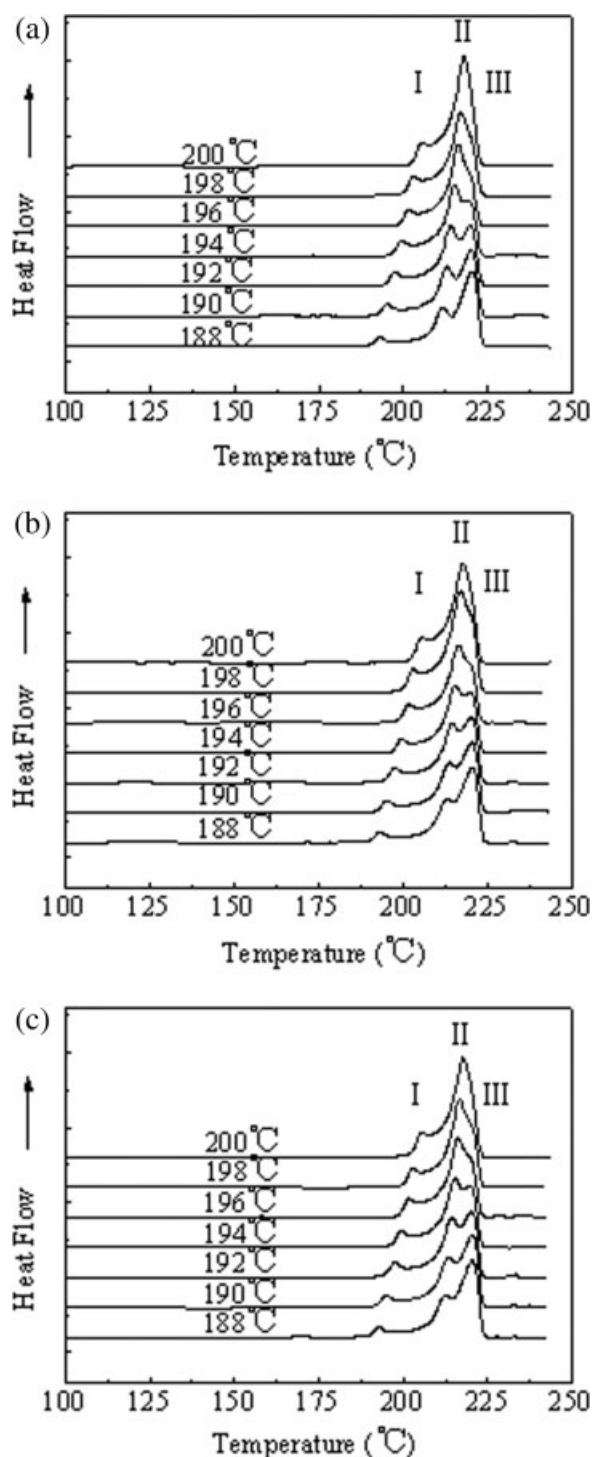 (a)
II
I III
200°C
198°C
196°C
194°C
192°C
190°C
188°C
Heat Flow
100 125 150 175 200 225 250
Temperature (°C)
(b)
II
I III
200°C
198°C
196°C
194°C
192°C
190°C
188°C
Heat Flow
100 125 150 175 200 225 250
Temperature (°C)
(c)
II
I III
200°C
198°C
196°C
194°C
192°C
190°C
188°C
Heat Flow
100 125 150 175 200 225 250
Temperature (°C)